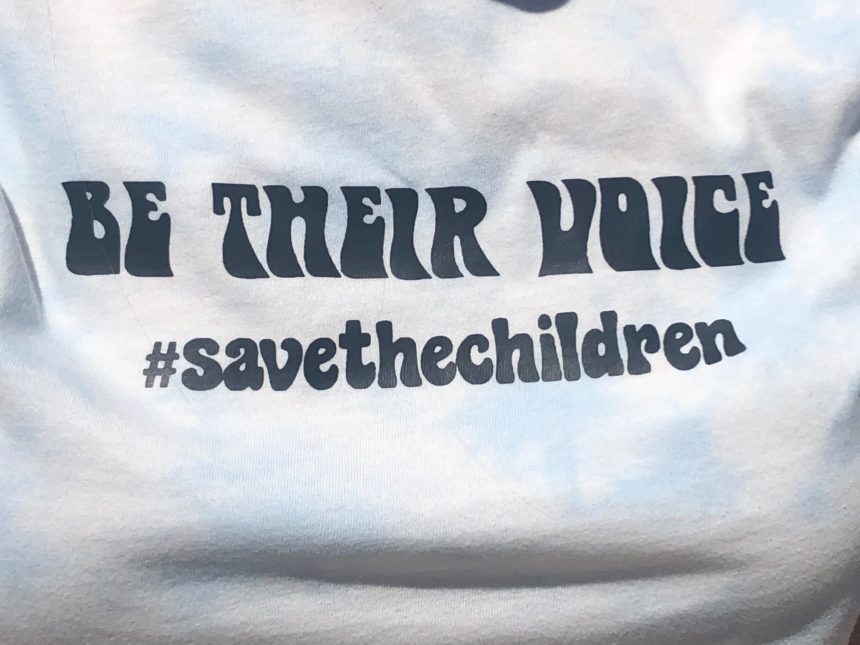 BE THEIR VOICE
#savethechildren